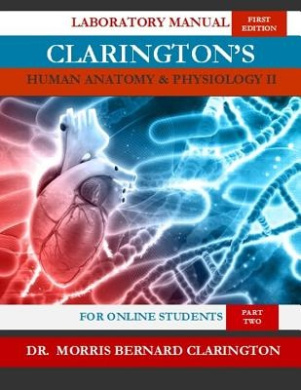 LABORATORY MANUAL
FIRST
EDITION
CLARINGTON'S
HUMAN ANATOMY & PHYSIOLOGY II
FOR ONLINE STUDENTS
PART
TWO
DR. MORRIS BERNARD CLARINGTON